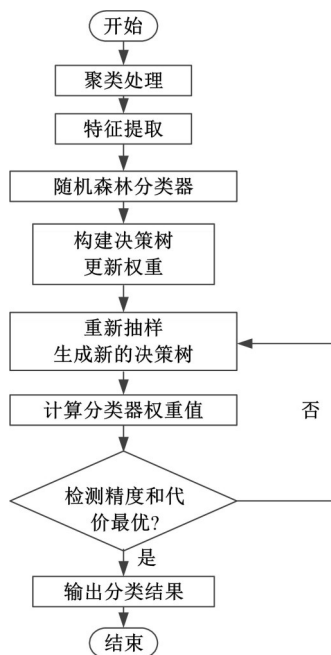 开始
聚类处理
特征提取
随机森林分类器
构建决策树
更新权重
重新抽样
生成新的决策树
计算分类器权重值
否
检测精度和代
价最优?
是
输出分类结果
结束